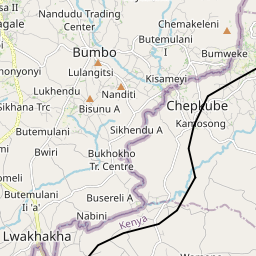 Nandudu Trading
Center
Chemakeleni
Bumbo
Butemulani
I
Bumweke
Lulangitsi
Kisameyi
Lukhendu
Nanditi
Bisunu A
Chepkube
Sikhana Trc
Kamosong
Butemulani
Sikhendu A
Bwiri
Bukhokho
Tr. Centre
Butemulani
Ii 'a'
Busereli A
Nabini
Kenya
Lwakhakha